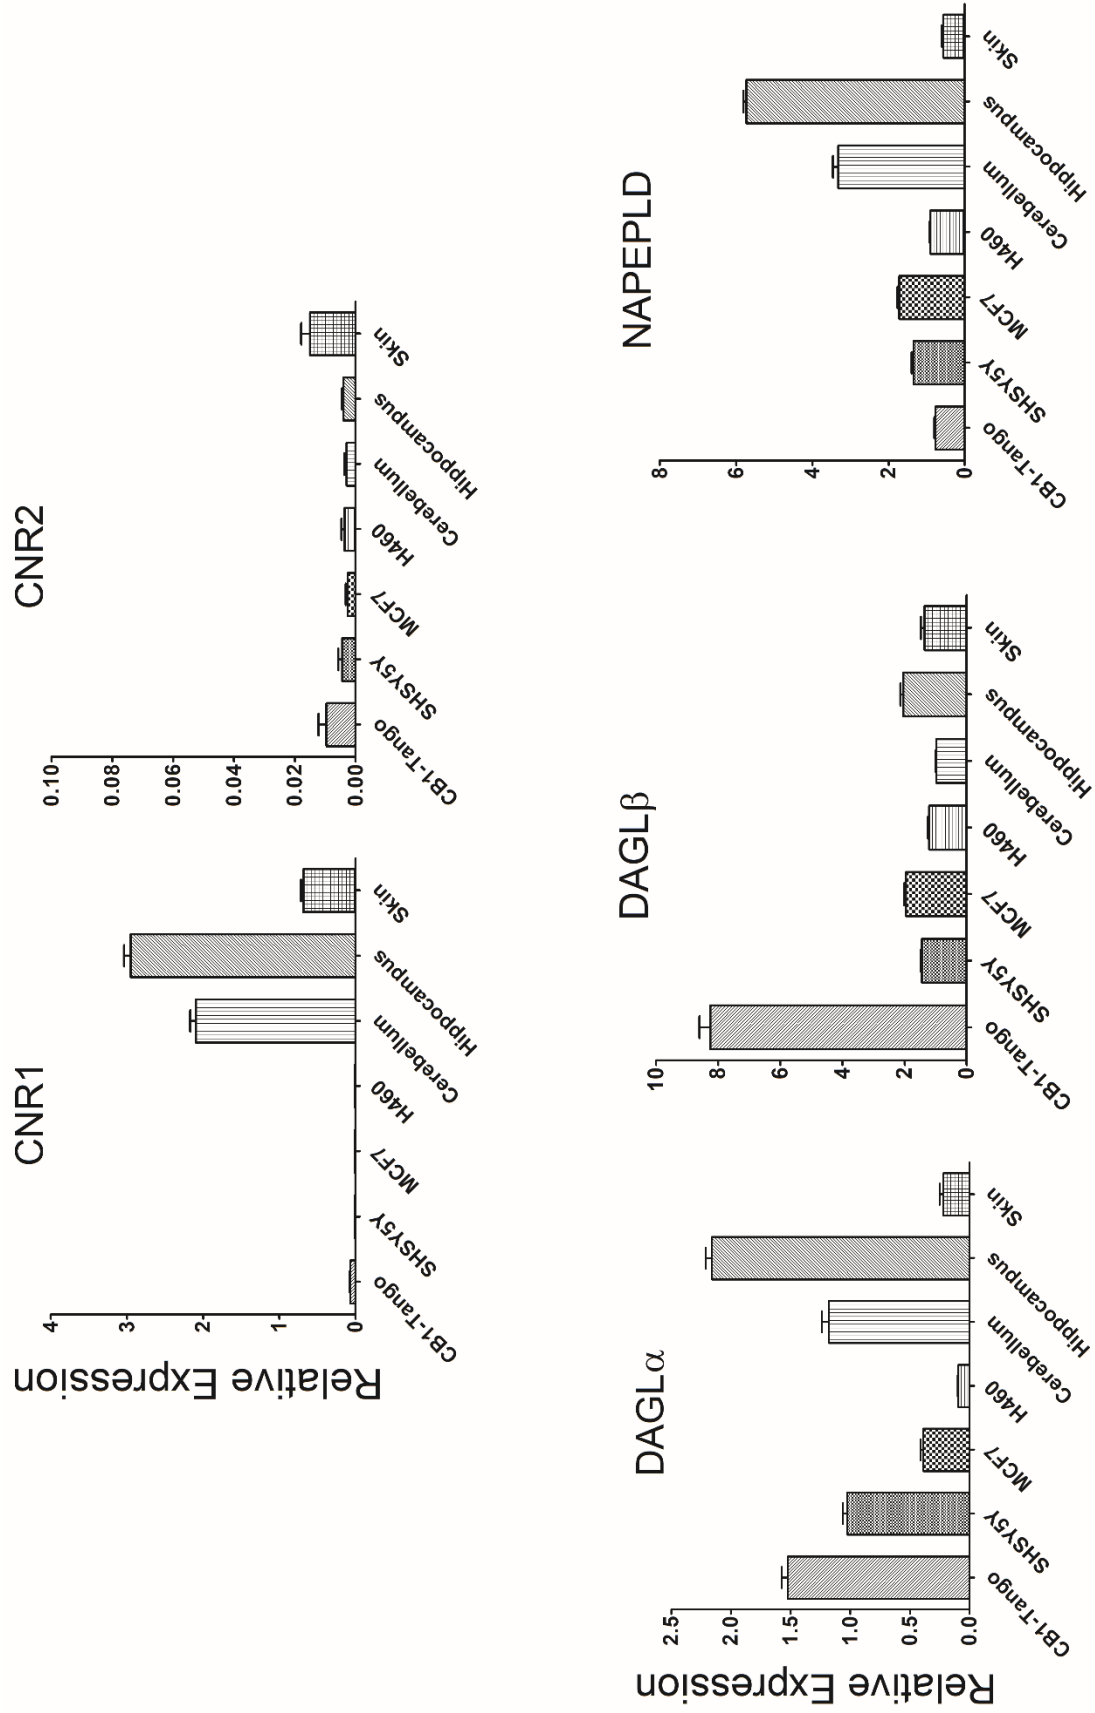 CNR1
Relative Expression
4
3
2
1
0
CB1-Tango
SHSY5Y
MCF7
H460
Cerebellum
Hippocampus
Skin
CNR2
0.10
0.08
0.06
0.04
0.02
0.00
CB1-Tango
SHSY5Y
MCF7
H460
Cerebellum
Hippocampus
Skin
DAGLα
Relative Expression
2.5
2.0
1.5
1.0
0.5
0.0
CB1-Tango
SHSY5Y
MCF7
H460
Cerebellum
Hippocampus
Skin
DAGLβ
10
8
6
4
2
0
CB1-Tango
SHSY5Y
MCF7
H460
Cerebellum
Hippocampus
Skin
NAPEPLD
8
6
4
2
0
CB1-Tango
SHSY5Y
MCF7
H460
Cerebellum
Hippocampus
Skin